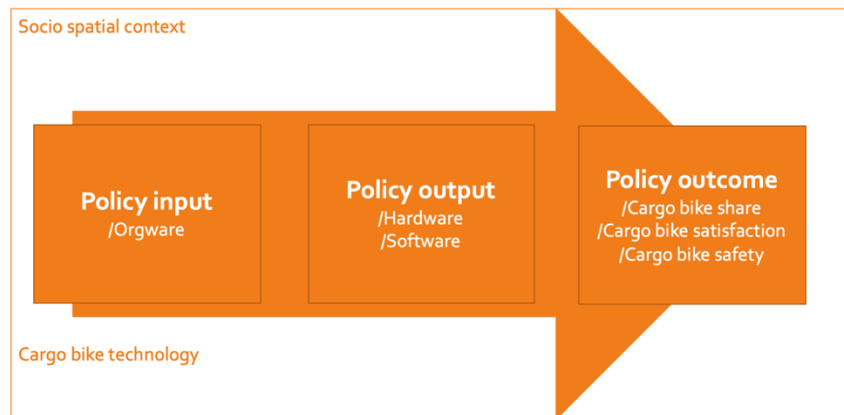 Socio spatial context
Policy input
/Orgware
Policy output
/Hardware
/Software
Policy outcome
/Cargo bike share
/Cargo bike satisfaction
/Cargo bike safety
Cargo bike technology